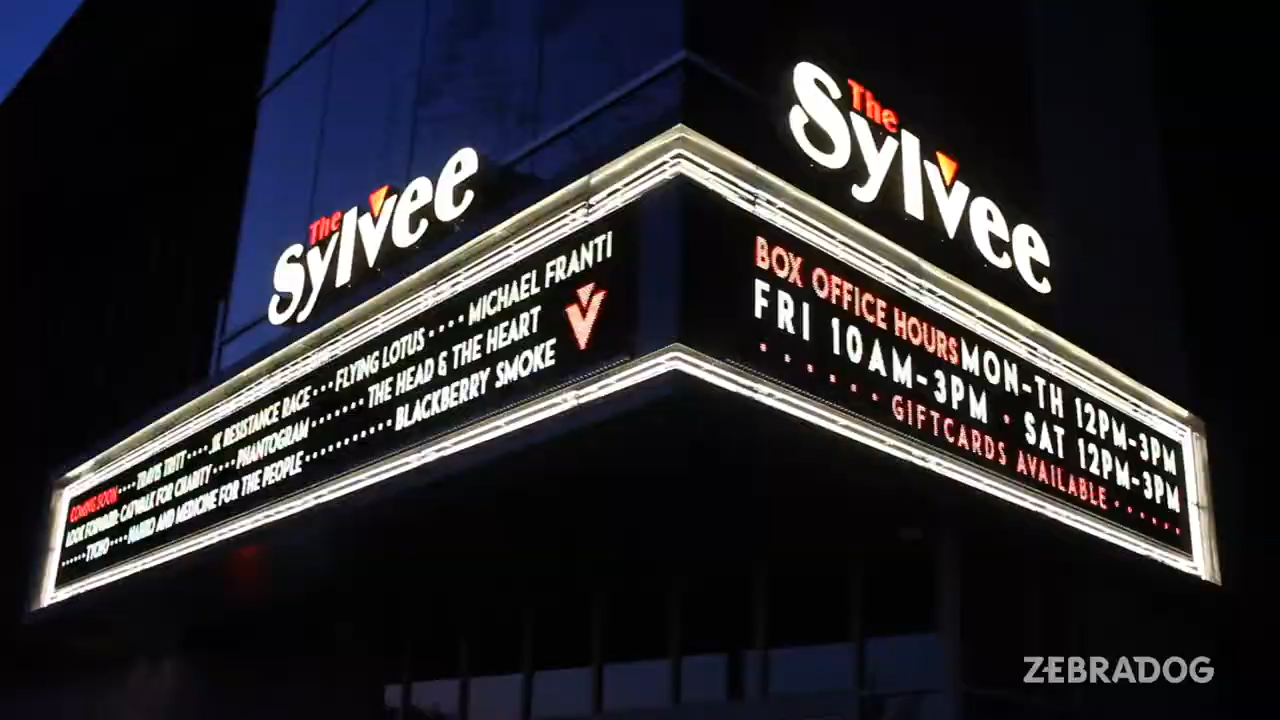 The
Sylvee
COMING SOON····TRAVIS TRITT····JK RESISTANCE RACE···FLYING LOTUS····MICHAEL FRANTI
LOOK FORWARD: CATWALK FOR CHARITY····PHANTOGRAM·······THE HEAD & THE HEART
······TYCHO····NAHKO AND MEDICINE FOR THE PEOPLE···········BLACKBERRY SMOKE
The
Sylvee
BOX OFFICE HOURS MON-TH 12PM-3PM
FRI 10AM-3PM · SAT 12PM-3PM
······GIFTCARDS AVAILABLE······
ZEBRADOG